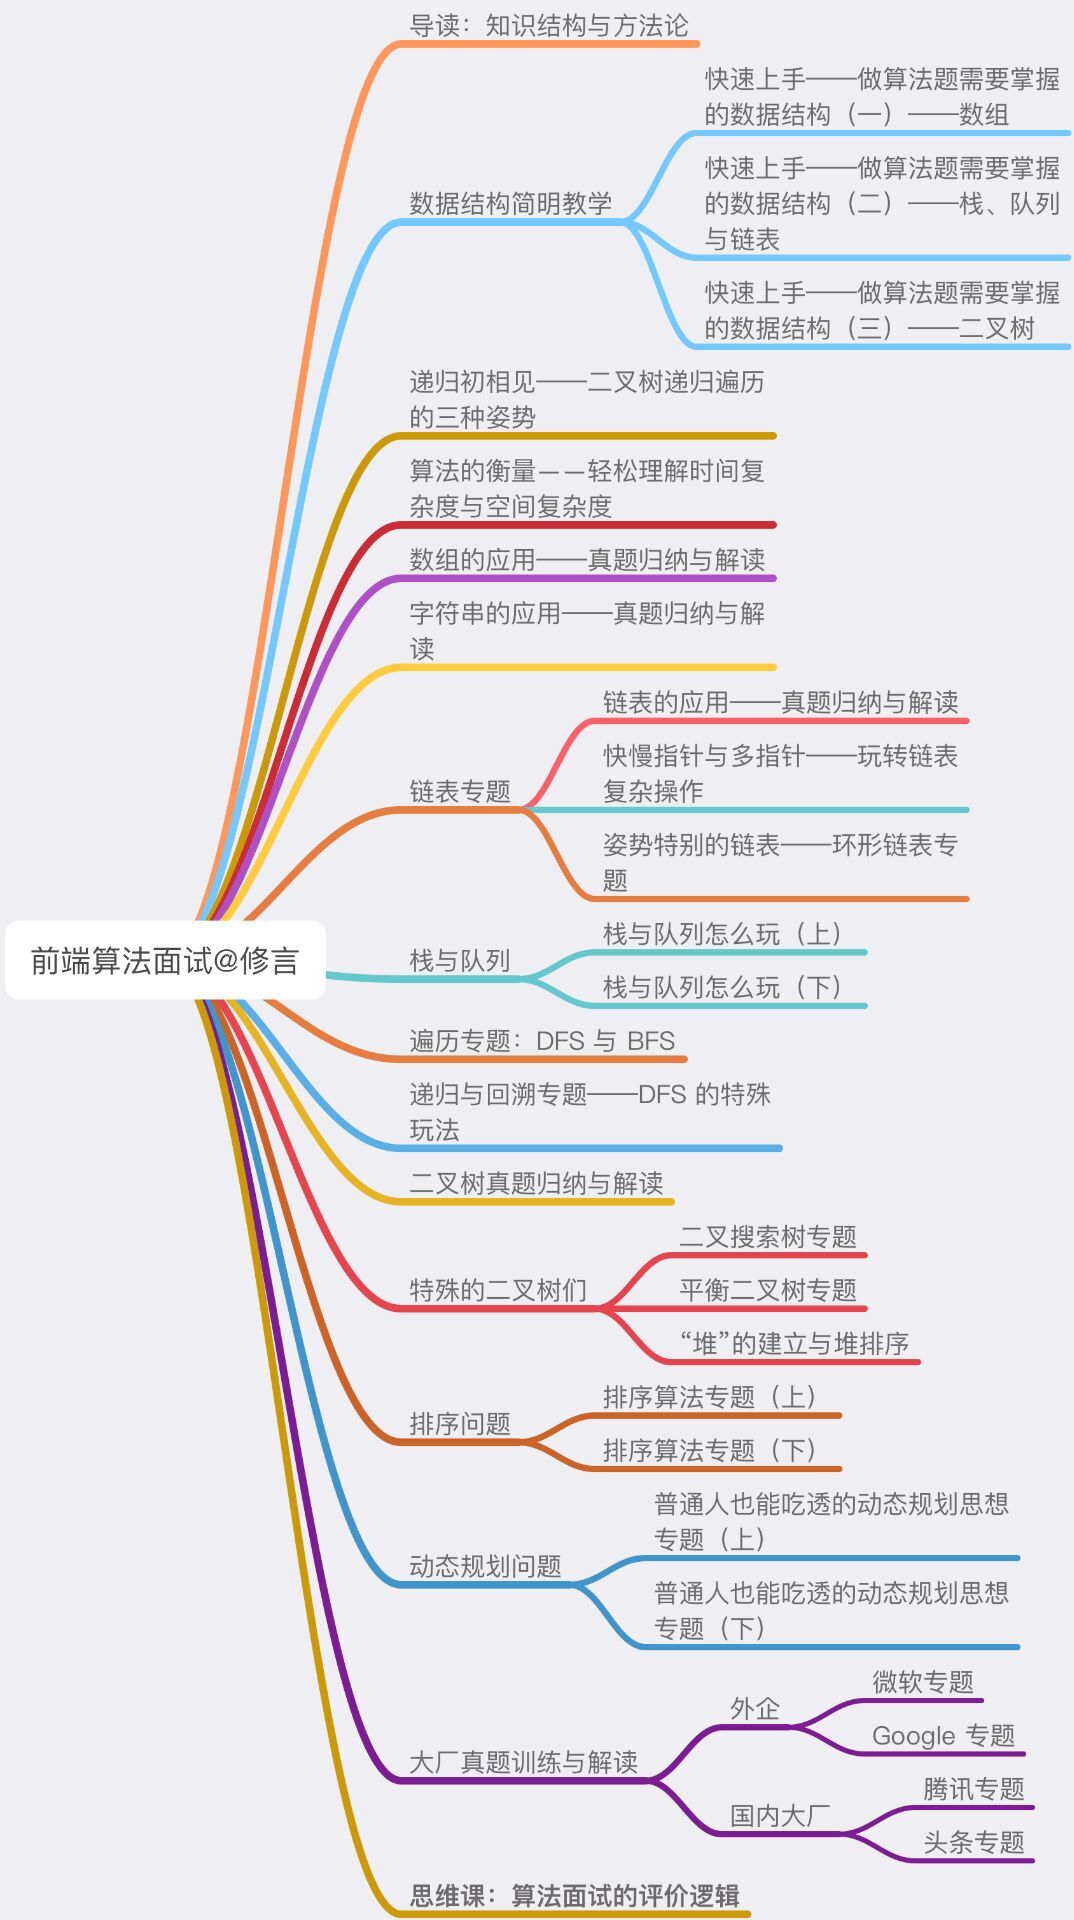 导读：知识结构与方法论
快速上手——做算法题需要掌握
的数据结构（一）——数组
数据结构简明教学
快速上手——做算法题需要掌握
的数据结构（二）——栈、队列
与链表
快速上手——做算法题需要掌握
的数据结构（三）——二叉树
递归初相见——二叉树递归遍历
的三种姿势
算法的衡量——轻松理解时间复
杂度与空间复杂度
数组的应用——真题归纳与解读
字符串的应用——真题归纳与解
读
链表专题
链表的应用——真题归纳与解读
快慢指针与多指针——玩转链表
复杂操作
姿势特别的链表——环形链表专
题
前端算法面试@修言
栈与队列
栈与队列怎么玩（上）
栈与队列怎么玩（下）
遍历专题：DFS 与 BFS
递归与回溯专题——DFS 的特殊
玩法
二叉树真题归纳与解读
特殊的二叉树们
二叉搜索树专题
平衡二叉树专题
“堆”的建立与堆排序
排序问题
排序算法专题（上）
排序算法专题（下）
动态规划问题
普通人也能吃透的动态规划思想
专题（上）
普通人也能吃透的动态规划思想
专题（下）
大厂真题训练与解读
外企
微软专题
Google 专题
国内大厂
腾讯专题
头条专题
思维课：算法面试的评价逻辑